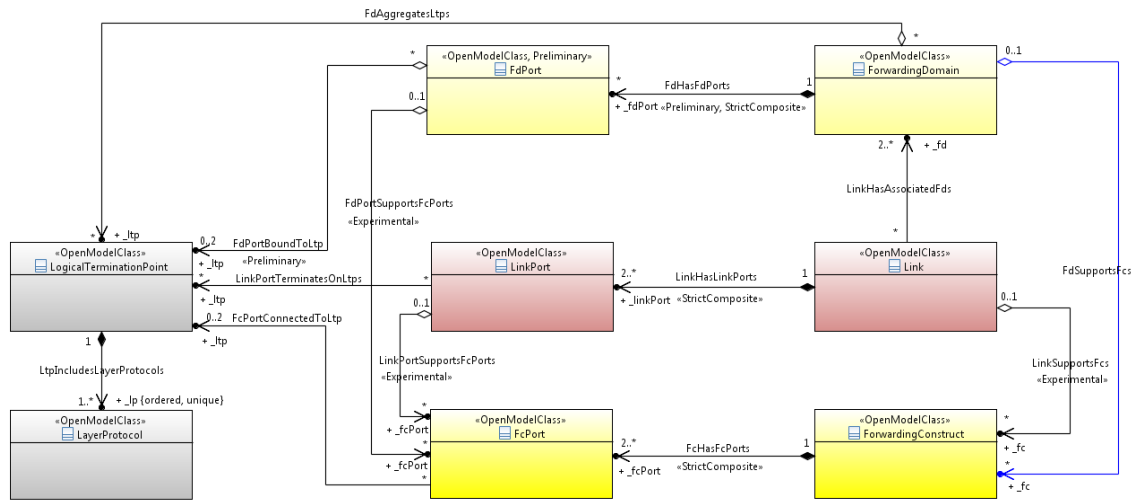 FdAggregatesLtps
*
*
0..1
«OpenModelClass, Preliminary»
FdPort
*
FdHasFdPorts
1
+ _fdPort
«Preliminary, StrictComposite»
«OpenModelClass»
ForwardingDomain
0..1
2..*
+ _fd
LinkHasAssociatedFds
*
FdPortSupportsFcPorts
«Experimental»
*
+ _ltp
0..2
FdPortBoundToLtp
+ _ltp
«Preliminary»
*
LinkPortTerminatesOnLtps
*
+ _ltp
0..2
FcPortConnectedToLtp
+ _ltp
«OpenModelClass»
LogicalTerminationPoint
«OpenModelClass»
LinkPort
2..*
LinkHasLinkPorts
1
+ _linkPort
«StrictComposite»
«OpenModelClass»
Link
FdSupportsFcs
0..1
0..1
1
LtpIncludesLayerProtocols
1..*
+ _lp {ordered, unique}
LinkPortSupportsFcPorts
«Experimental»
LinkSupportsFcs
«Experimental»
«OpenModelClass»
LayerProtocol
*
+ _fcPort
*
+ _fcPort
*
«OpenModelClass»
FcPort
2..*
FcHasFcPorts
1
+ _fcPort
«StrictComposite»
«OpenModelClass»
ForwardingConstruct
*
+ _fc
*
+ _fc